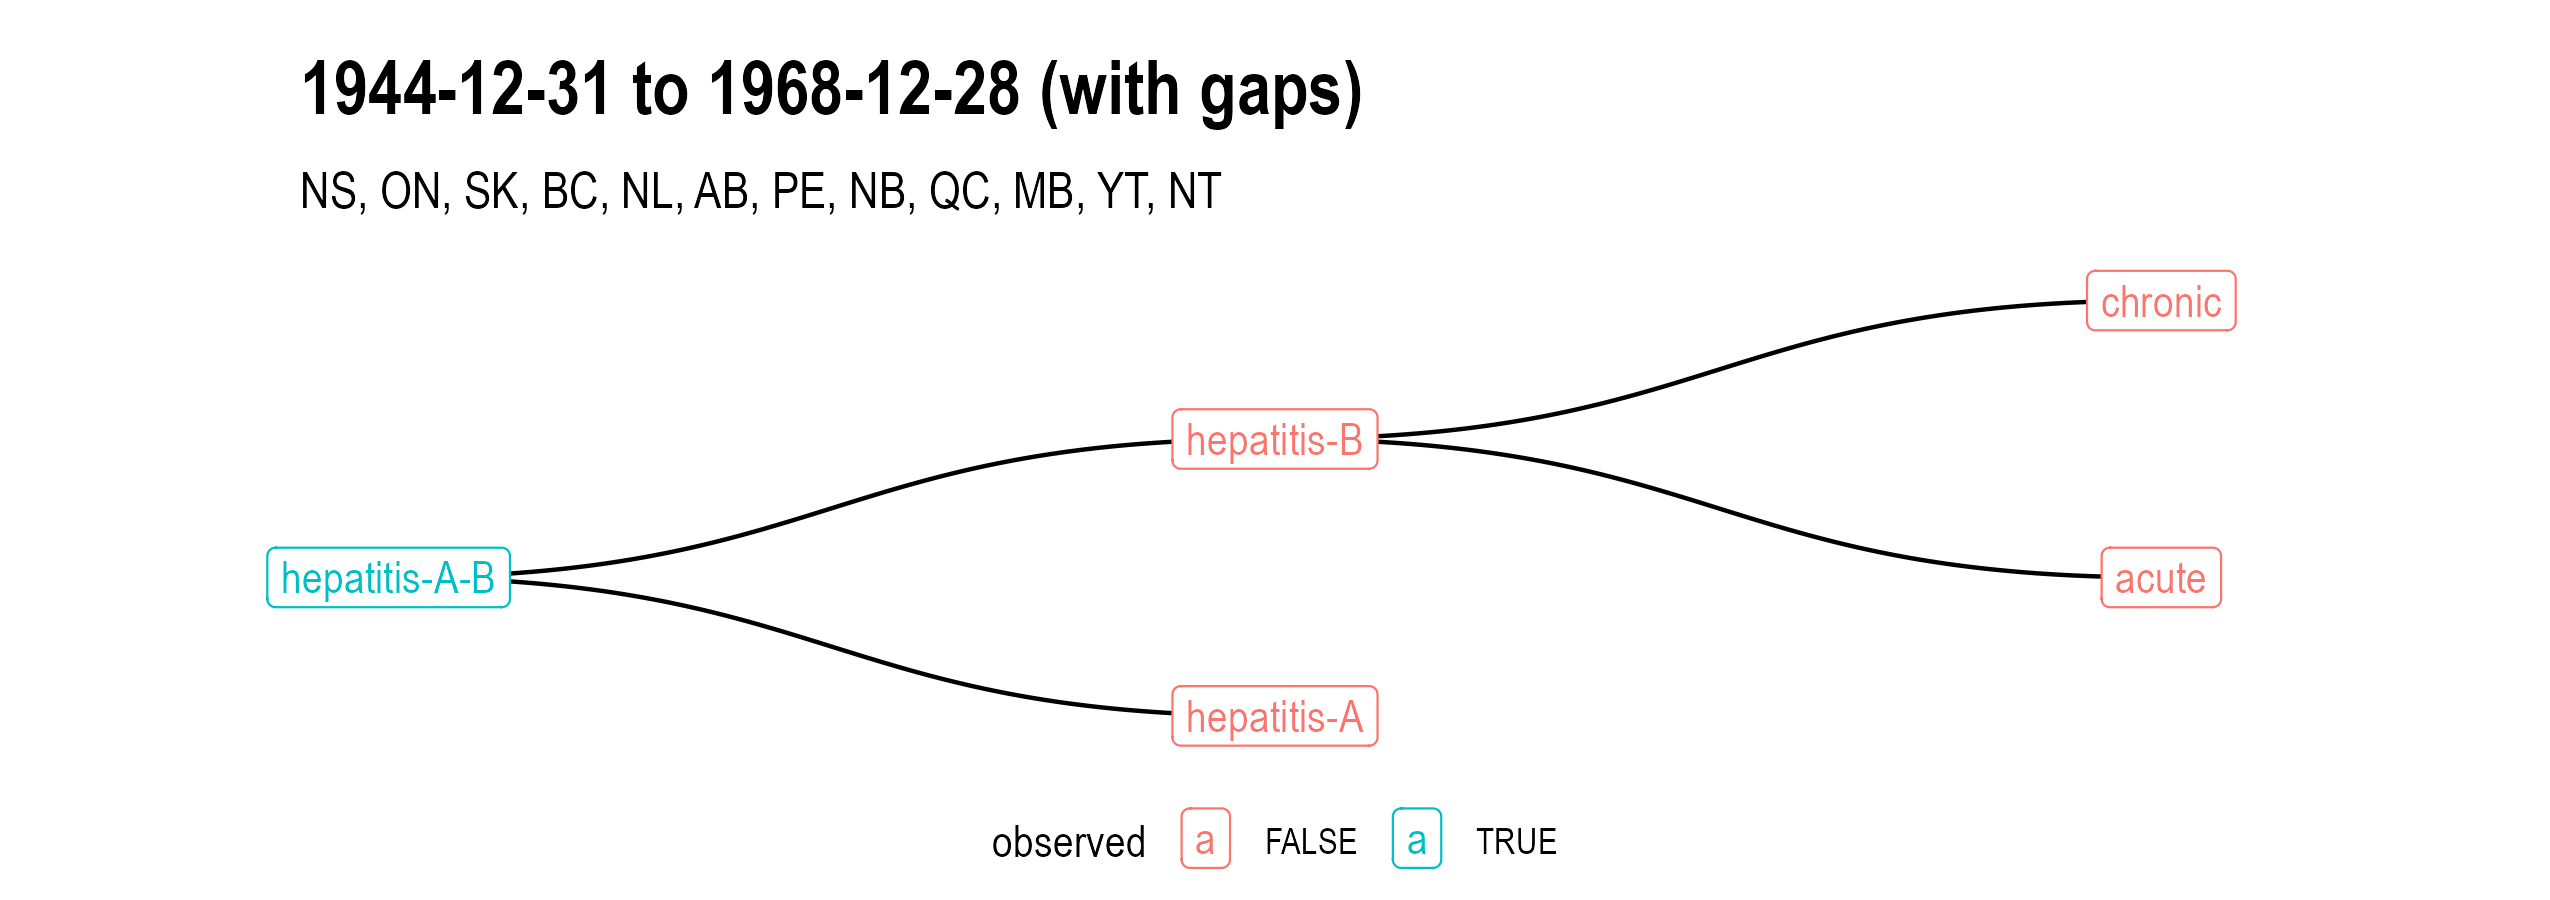 1944-12-31 to 1968-12-28 (with gaps)
NS, ON, SK, BC, NL, AB, PE, NB, QC, MB, YT, NT
chronic
hepatitis-B
hepatitis-A-B
acute
hepatitis-A
observed a FALSE a TRUE